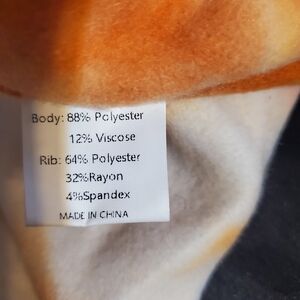 Body: 88% Polyester
12% Viscose
Rib: 64% Polyester
32%Rayon
4%Spandex
MADE IN CHINA